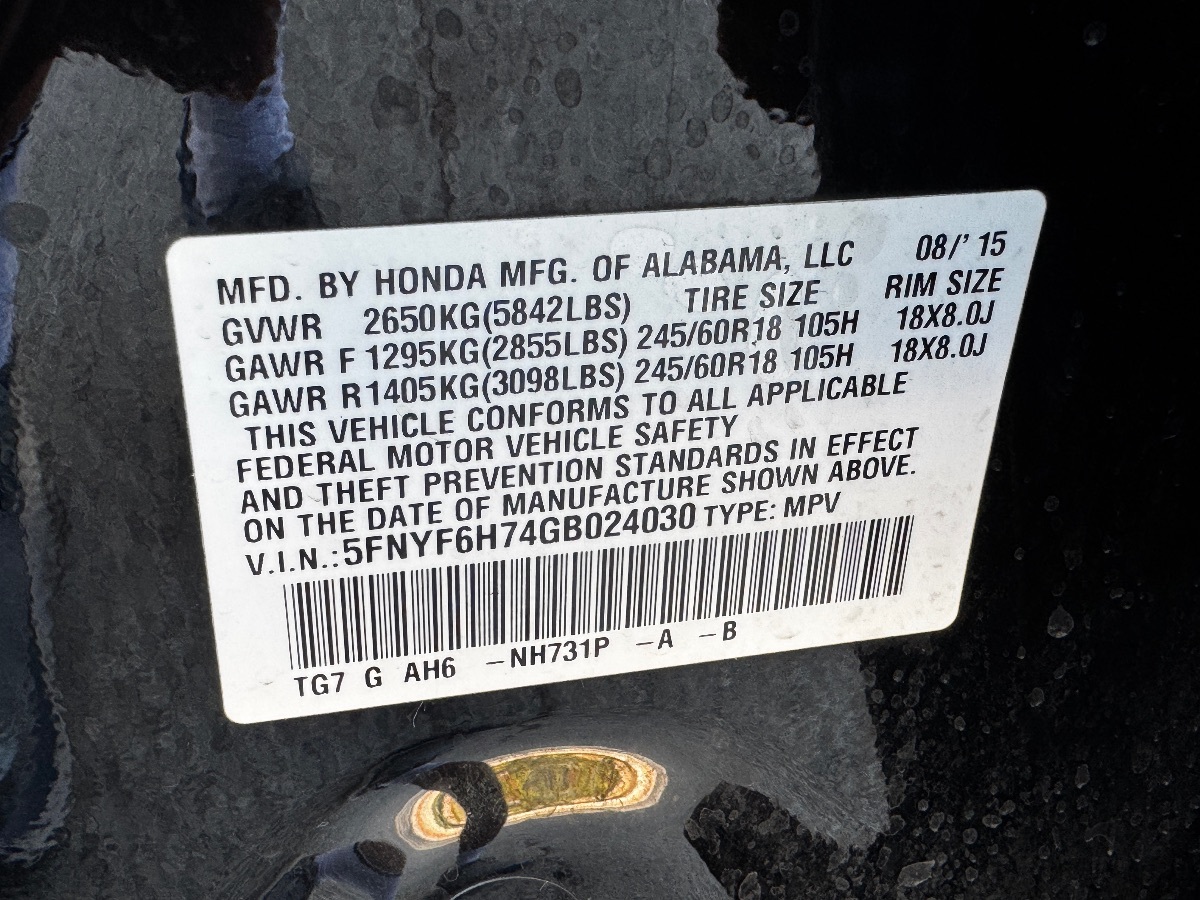 MFD. BY HONDA MFG. OF ALABAMA, LLC 08/'15
GVWR 2650KG(5842LBS) TIRE SIZE RIM SIZE
GAWR F 1295KG(2855LBS) 245/60R18 105H 18X8.0J
GAWR R 1405KG(3098LBS) 245/60R18 105H 18X8.0J
THIS VEHICLE CONFORMS TO ALL APPLICABLE
FEDERAL MOTOR VEHICLE SAFETY
AND THEFT PREVENTION STANDARDS IN EFFECT
ON THE DATE OF MANUFACTURE SHOWN ABOVE.
V.I.N.: 5FNYF6H74GB024030 TYPE: MPV
TG7 G AH6 -NH731P -A -B